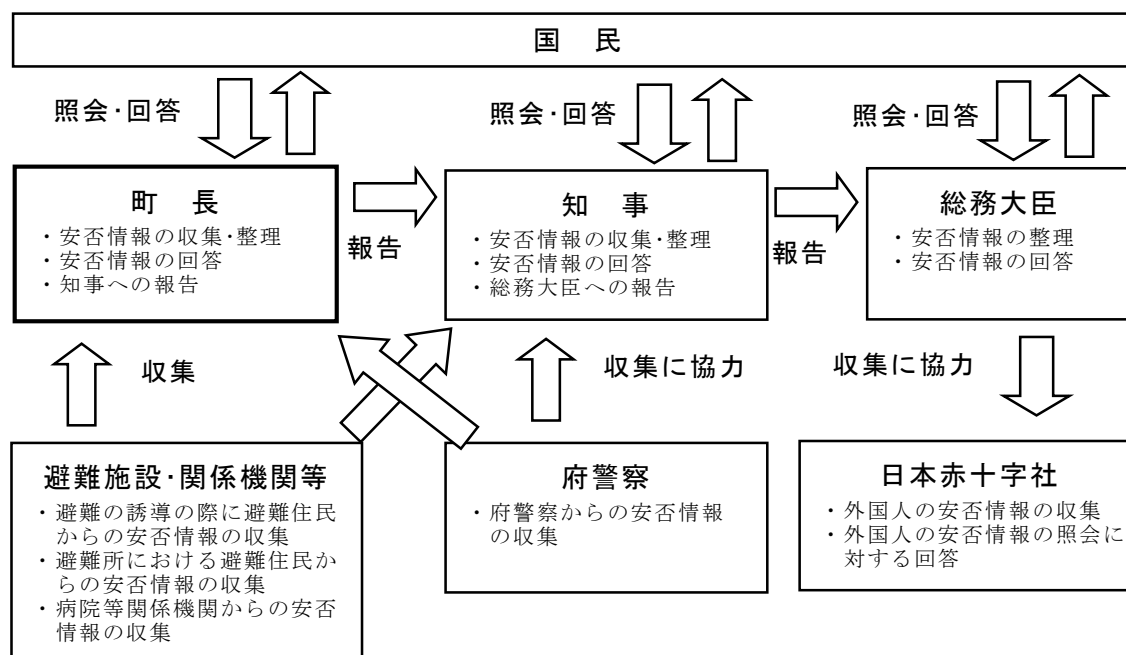 国　民
照会・回答
照会・回答
照会・回答
町　長
・安否情報の収集・整理
・安否情報の回答
・知事への報告
報告
知　事
・安否情報の収集・整理
・安否情報の回答
・総務大臣への報告
報告
総務大臣
・安否情報の整理
・安否情報の回答
収集
収集に協力
収集に協力
避難施設・関係機関等
・避難の誘導の際に避難住民
からの安否情報の収集
・避難所における避難住民か
らの安否情報の収集
・病院等関係機関からの安否
情報の収集
府警察
・府警察からの安否情報
の収集
日本赤十字社
・外国人の安否情報の収集
・外国人の安否情報の照会に
対する回答